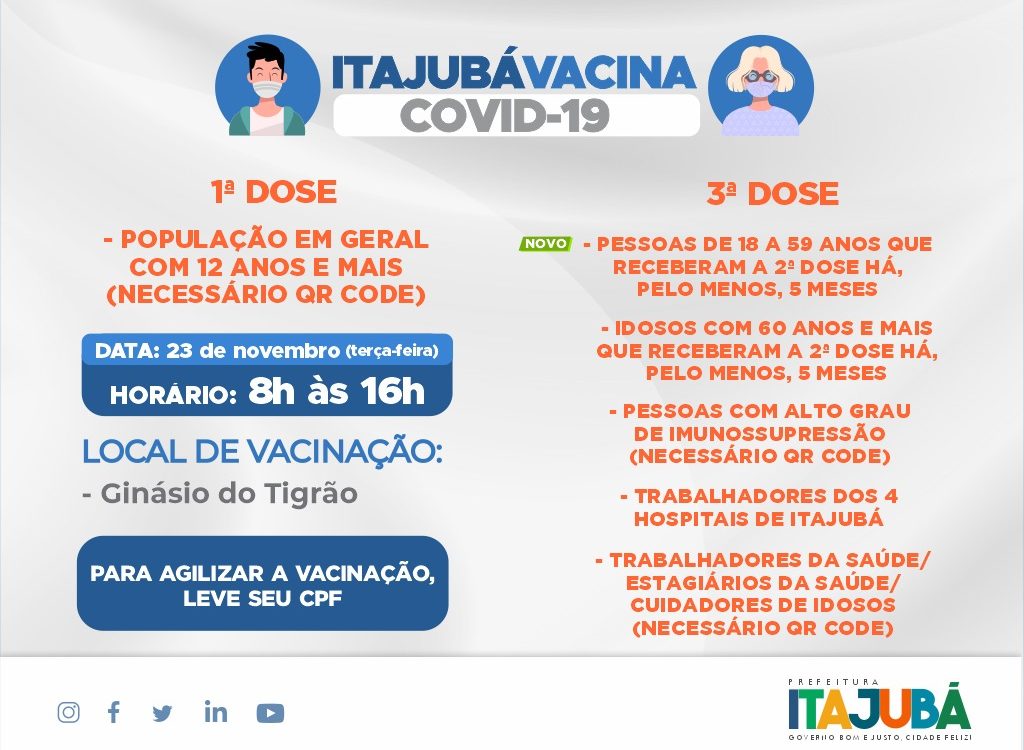 ITAJUBÁVACINA
COVID-19
1ª DOSE
- POPULAÇÃO EM GERAL
COM 12 ANOS E MAIS
(NECESSÁRIO QR CODE)
DATA: 23 de novembro (terça-feira)
HORÁRIO: 8h às 16h
LOCAL DE VACINAÇÃO:
- Ginásio do Tigrão
PARA AGILIZAR A VACINAÇÃO,
LEVE SEU CPF
3ª DOSE
NOVO - PESSOAS DE 18 A 59 ANOS QUE
RECEBERAM A 2ª DOSE HÁ,
PELO MENOS, 5 MESES
- IDOSOS COM 60 ANOS E MAIS
QUE RECEBERAM A 2ª DOSE HÁ,
PELO MENOS, 5 MESES
- PESSOAS COM ALTO GRAU
DE IMUNOSSUPRESSÃO
(NECESSÁRIO QR CODE)
- TRABALHADORES DOS 4
HOSPITAIS DE ITAJUBÁ
- TRABALHADORES DA SAÚDE/
ESTAGIÁRIOS DA SAÚDE/
CUIDADORES DE IDOSOS
(NECESSÁRIO QR CODE)
PREFEITURA
ITAJUBÁ
GOVERNO BOM E JUSTO, CIDADE FELIZ!